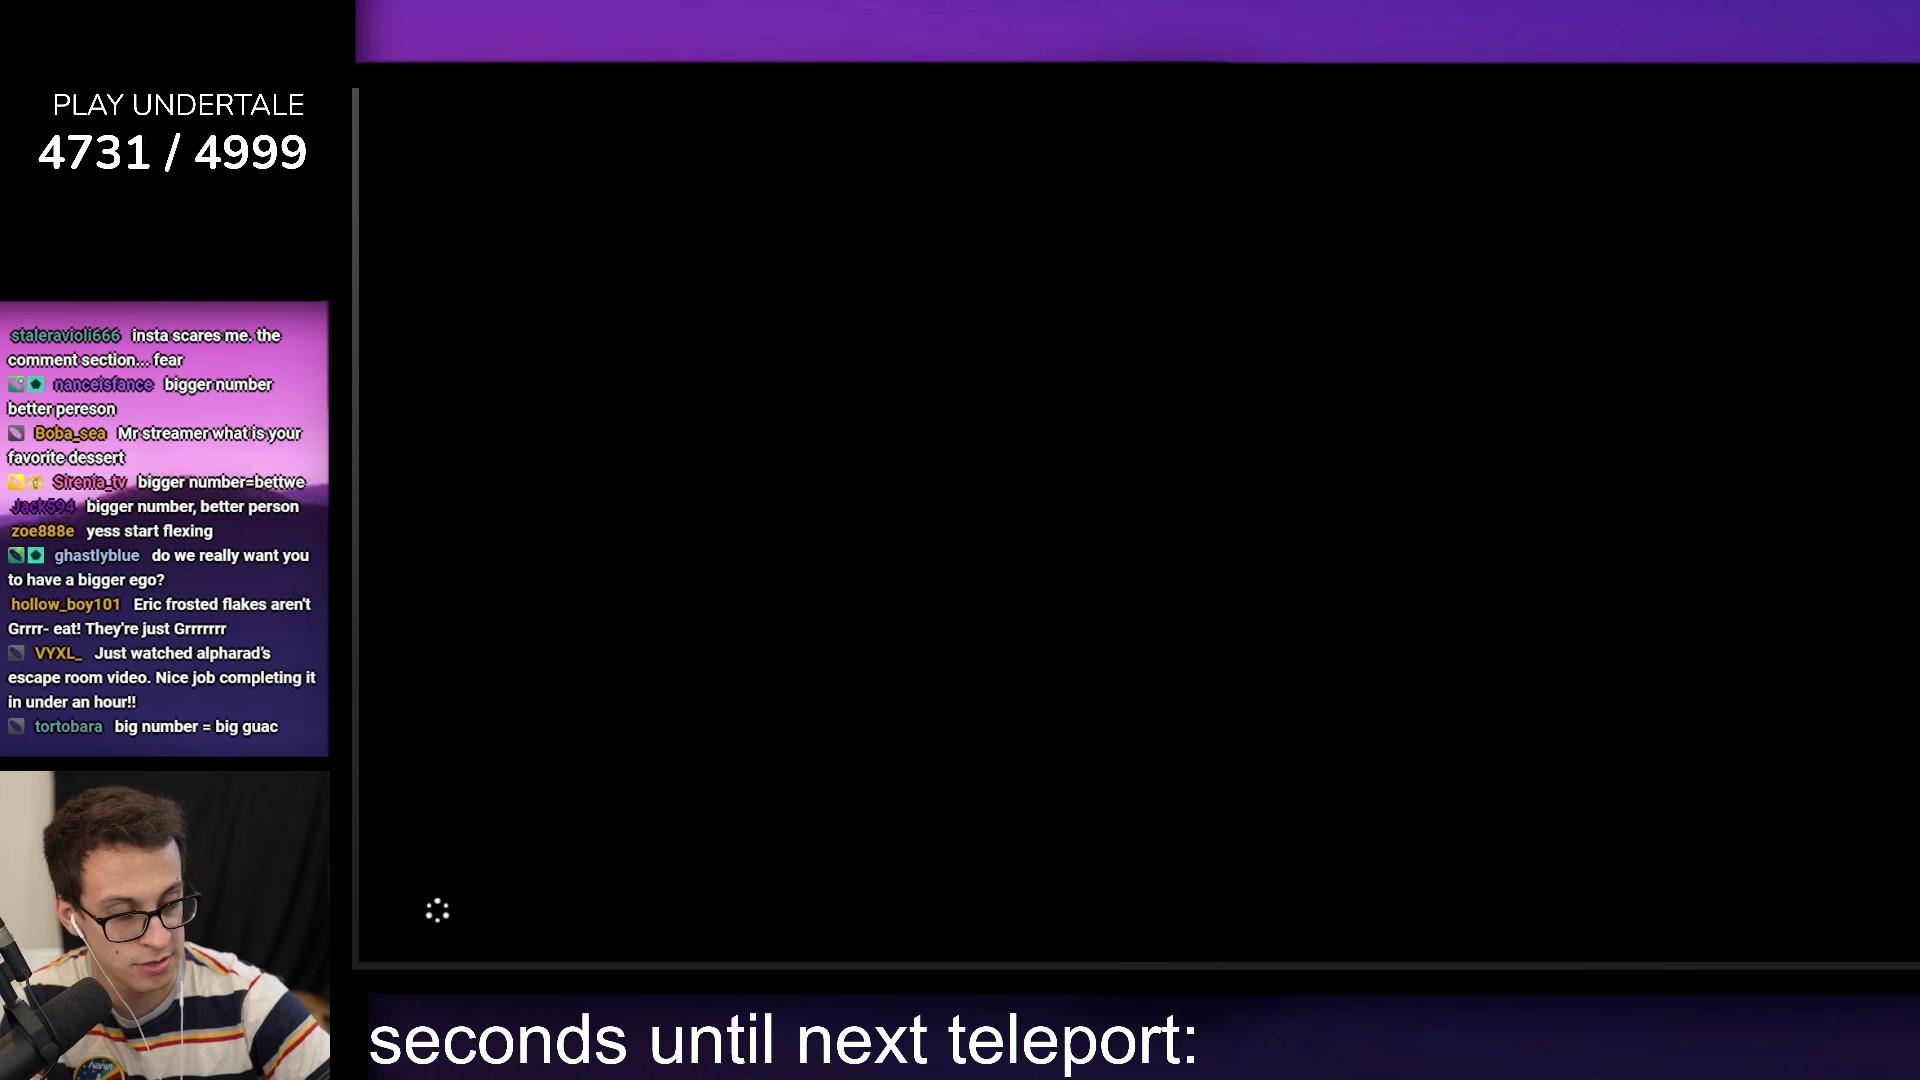 PLAY UNDERTALE
4731 / 4999
staleravioli666 insta scares me. the
comment section... fear
nanceisfance bigger number
better pereson
Boba_sea Mr streamer what is your
favorite dessert
Sirenia_tv bigger number=bettwe
Jack594 bigger number, better person
zoe888e yess start flexing
ghastlyblue do we really want you
to have a bigger ego?
hollow_boy101 Eric frosted flakes aren't
Grrrr- eat! They're just Grrrrrrr
VYXL_ Just watched alpharad's
escape room video. Nice job completing it
in under an hour!!
tortobara big number = big guac
seconds until next teleport: